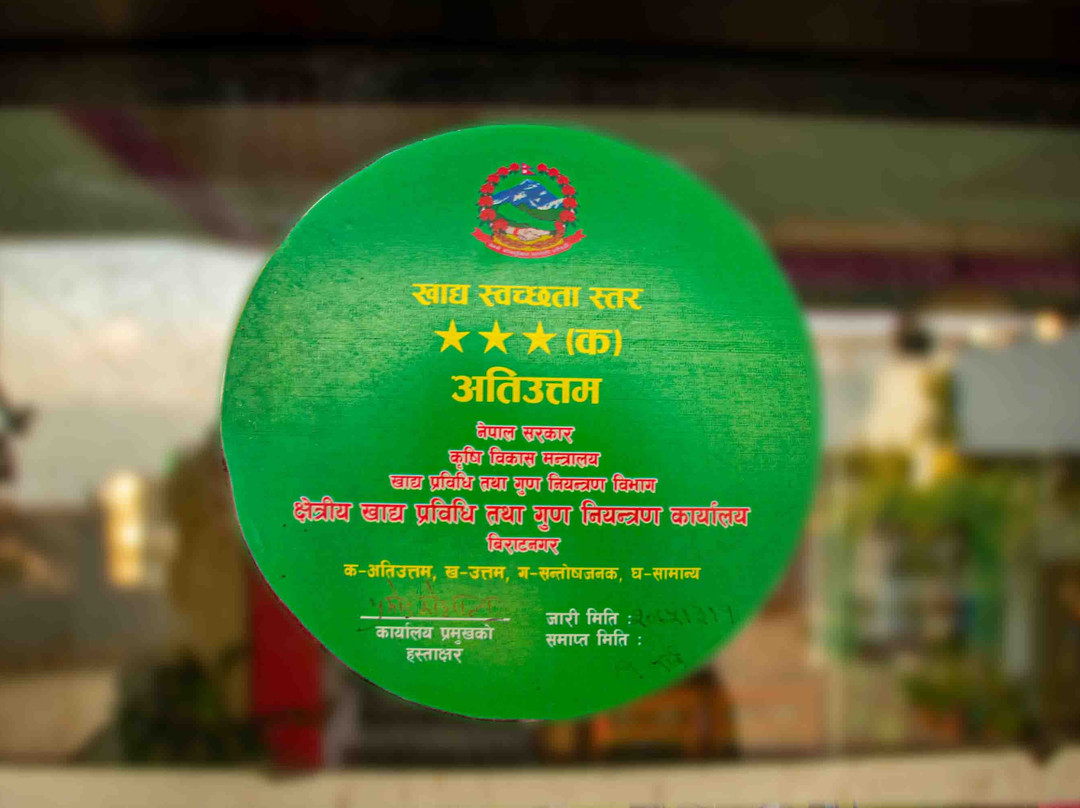 खाद्य स्वच्छता स्तर
★ ★ ★ (क)
अतिउत्तम
नेपाल सरकार
कृषि विकास मन्त्रालय
खाद्य प्रविधि तथा गुण नियन्त्रण विभाग
क्षेत्रीय खाद्य प्रविधि तथा गुण नियन्त्रण कार्यालय
विराटनगर
क-अतिउत्तम, ख-उत्तम, ग-सन्तोषजनक, घ-सामान्य
जारी मिति :
कार्यालय प्रमुखको
समाप्त मिति :
हस्ताक्षर